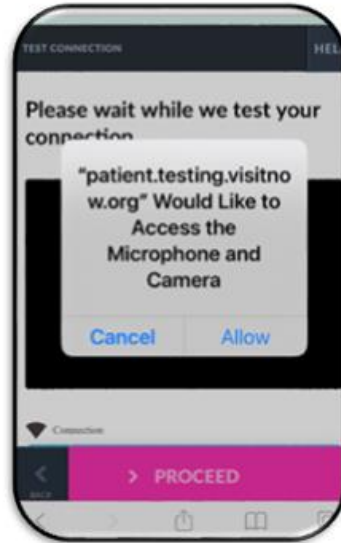 TEST CONNECTION
HEL
Please wait while we test your
connection
"patient.testing.visitno
w.org" Would Like to
Access the
Microphone and
Camera
Cancel
Allow
Connection
BACK
> PROCEED